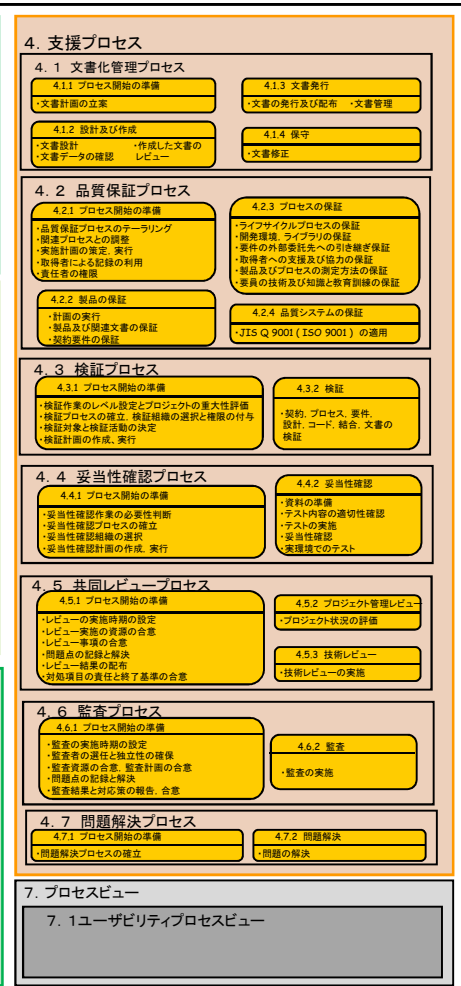 4. 支援プロセス
4. 1 文書化管理プロセス
4.1.1 プロセス開始の準備
・文書計画の立案
4.1.3 文書発行
・文書の発行及び配布 ・文書管理
4.1.2 設計及び作成
・文書設計 ・作成した文書の
・文書データの確認 レビュー
4.1.4 保守
・文書修正
4. 2 品質保証プロセス
4.2.1 プロセス開始の準備
・品質保証プロセスのテーラリング
・関連プロセスとの調整
・実施計画の策定, 実行
・取得者による記録の利用
・責任者の権限
4.2.3 プロセスの保証
・ライフサイクルプロセスの保証
・開発環境, ライブラリの保証
・要件の外部委託先への引き継ぎ保証
・取得者への支援及び協力の保証
・製品及びプロセスの測定方法の保証
・要員の技術及び知識と教育訓練の保証
4.2.2 製品の保証
・計画の実行
・製品及び関連文書の保証
・契約要件の保証
4.2.4 品質システムの保証
・JIS Q 9001(ISO 9001) の適用
4. 3 検証プロセス
4.3.1 プロセス開始の準備
・検証作業のレベル設定とプロジェクトの重大性評価
・検証プロセスの確立, 検証組織の選択と権限の付与
・検証対象と検証活動の決定
・検証計画の作成、実行
4.3.2 検証
・契約, プロセス, 要件,
設計, コード, 結合, 文書の
検証
4. 4 妥当性確認プロセス
4.4.1 プロセス開始の準備
・妥当性確認作業の必要性判断
・妥当性確認プロセスの確立
・妥当性確認組織の選択
・妥当性確認計画の作成, 実行
4.4.2 妥当性確認
・資料の準備
・テスト内容の適切性確認
・テストの実施
・妥当性確認
・実環境でのテスト
4. 5 共同レビュープロセス
4.5.1 プロセス開始の準備
・レビューの実施時期の設定
・レビュー実施の資源の合意
・レビュー事項の合意
・問題点の記録と解決
・レビュー結果の配布
・対処項目の責任と終了基準の合意
4.5.2 プロジェクト管理レビュー
・プロジェクト状況の評価
4.5.3 技術レビュー
・技術レビューの実施
4. 6 監査プロセス
4.6.1 プロセス開始の準備
・監査の実施時期の設定
・監査者の選任と独立性の確保
・監査資源の合意, 監査計画の合意
・問題点の記録と解決
・監査結果と対応策の報告, 合意
4.6.2 監査
・監査の実施
4. 7 問題解決プロセス
4.7.1 プロセス開始の準備
・問題解決プロセスの確立
4.7.2 問題解決
・問題の解決
7. プロセスビュー
7. 1ユーザビリティプロセスビュー